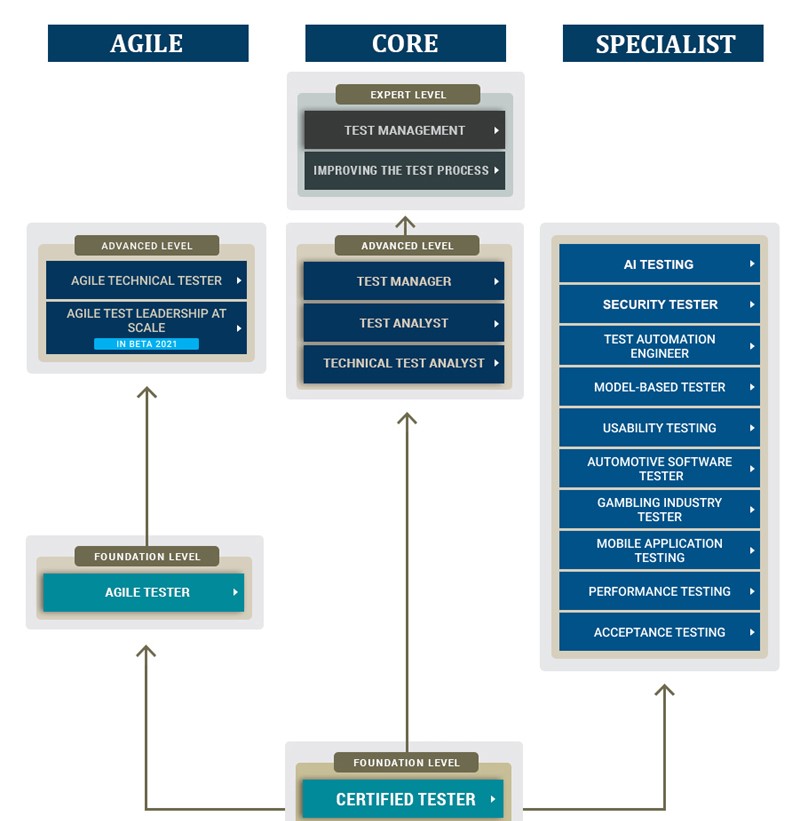 AGILE
CORE
SPECIALIST
EXPERT LEVEL
TEST MANAGEMENT
IMPROVING THE TEST PROCESS
ADVANCED LEVEL
AGILE TECHNICAL TESTER
AGILE TEST LEADERSHIP AT
SCALE
IN BETA 2021
ADVANCED LEVEL
TEST MANAGER
TEST ANALYST
TECHNICAL TEST ANALYST
AI TESTING
SECURITY TESTER
TEST AUTOMATION
ENGINEER
MODEL-BASED TESTER
USABILITY TESTING
AUTOMOTIVE SOFTWARE
TESTER
GAMBLING INDUSTRY
TESTER
MOBILE APPLICATION
TESTING
PERFORMANCE TESTING
ACCEPTANCE TESTING
FOUNDATION LEVEL
AGILE TESTER
FOUNDATION LEVEL
CERTIFIED TESTER